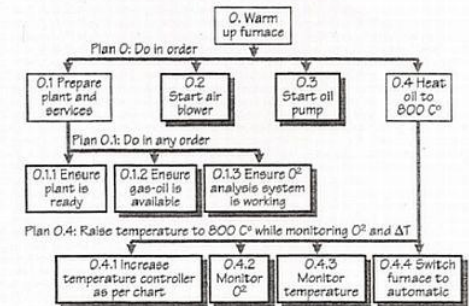 0. Warm
up furnace
Plan 0: Do in order
0.1 Prepare
plant and
services
0.2
Start air
blower
0.3
Start oil
pump
0.4 Heat
oil to
800 C°
Plan 0.1: Do in any order
0.1.1 Ensure
plant is
ready
0.1.2 Ensure
gas-oil is
available
0.1.3 Ensure O²
analysis system
is working
Plan 0.4: Raise temperature to 800 C° while monitoring O² and ΔT
0.4.1 Increase
temperature controller
as per chart
0.4.2
Monitor
O²
0.4.3
Monitor
temperature
0.4.4 Switch
furnace to
automatic